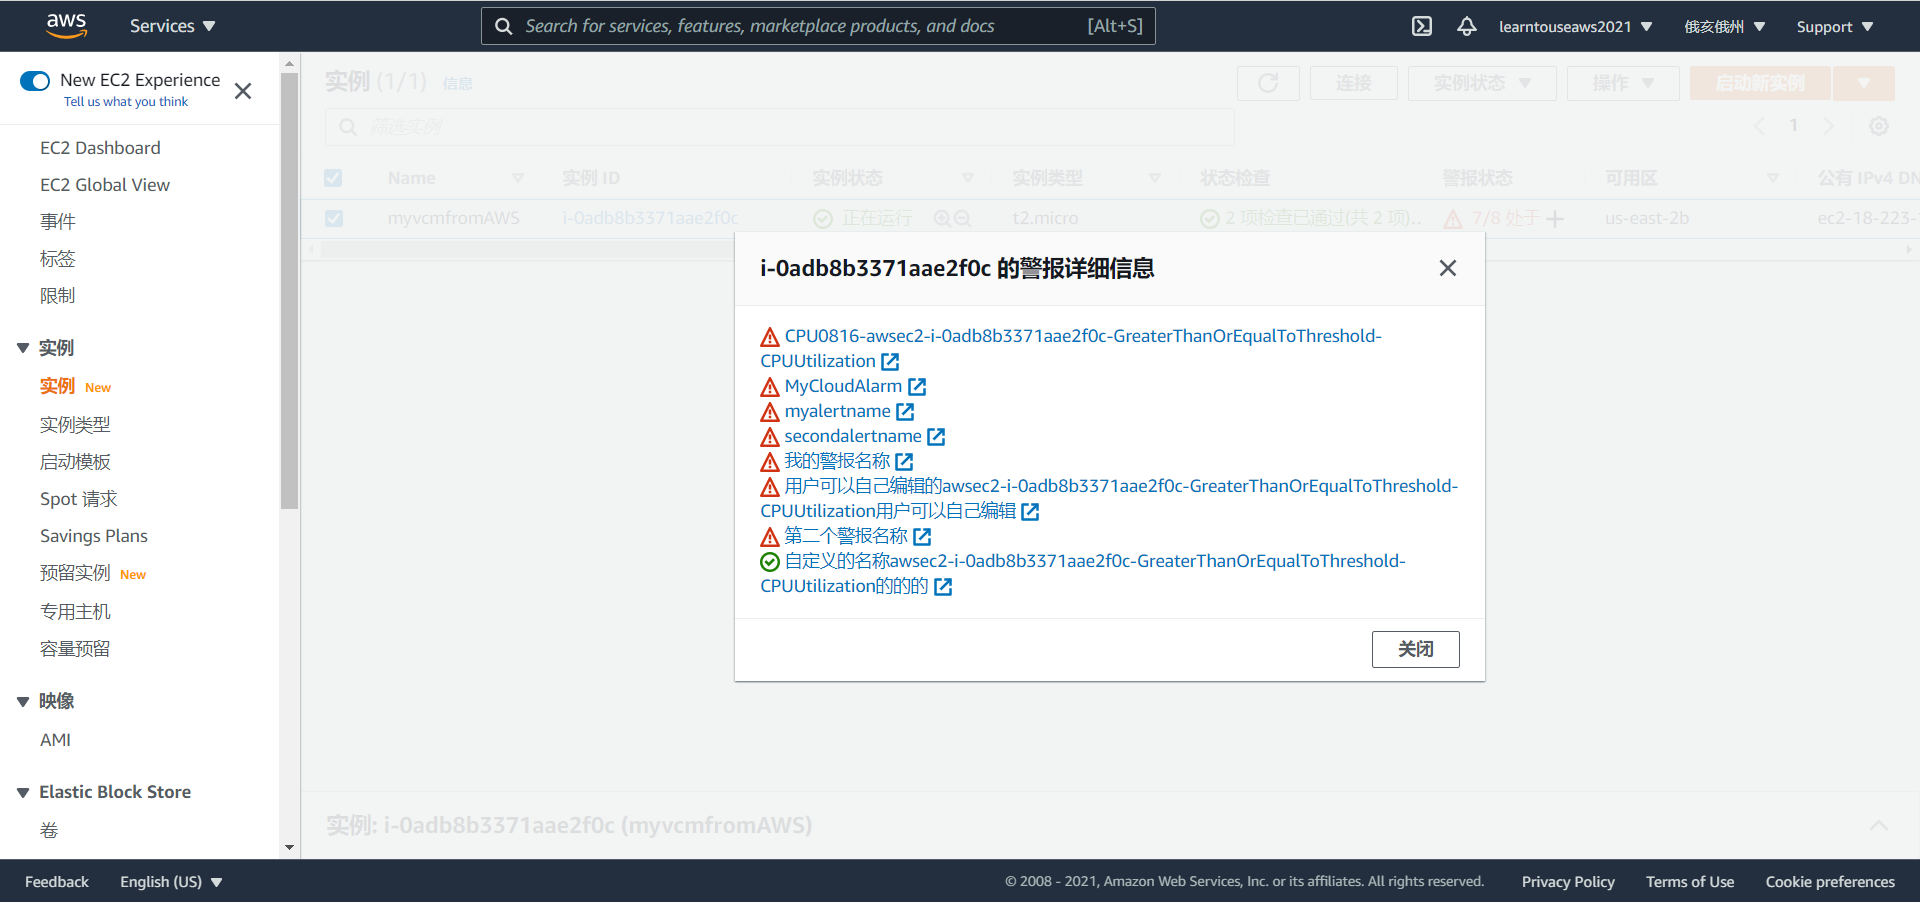 aws
Services
Search for services, features, marketplace products, and docs
[Alt+S]
learntouseaws2021
俄亥俄州
Support
New EC2 Experience
Tell us what you think
EC2 Dashboard
EC2 Global View
事件
标签
限制
实例
实例 New
实例类型
启动模板
Spot 请求
Savings Plans
预留实例 New
专用主机
容量预留
映像
AMI
Elastic Block Store
卷
实例 (1/1) 信息
连接
实例状态
操作
启动新实例
筛选实例
1
Name
实例 ID
实例状态
实例类型
状态检查
警报状态
可用区
公有 IPv4 DN
myvcmfromAWS
i-0adb8b3371aae2f0c
正在运行
t2.micro
2 项检查已通过(共 2 项)..
7/8 处于
us-east-2b
ec2-18-223-
i-0adb8b3371aae2f0c 的警报详细信息
CPU0816-awsec2-i-0adb8b3371aae2f0c-GreaterThanOrEqualToThreshold-
CPUUtilization
MyCloudAlarm
myalertname
secondalertname
我的警报名称
用户可以自己编辑的awsec2-i-0adb8b3371aae2f0c-GreaterThanOrEqualToThreshold-
CPUUtilization用户可以自己编辑
第二个警报名称
自定义的名称awsec2-i-0adb8b3371aae2f0c-GreaterThanOrEqualToThreshold-
CPUUtilization的的的
关闭
实例: i-0adb8b3371aae2f0c (myvcmfromAWS)
Feedback
English (US)
© 2008 - 2021, Amazon Web Services, Inc. or its affiliates. All rights reserved.
Privacy Policy
Terms of Use
Cookie preferences